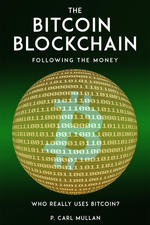 THE
BITCOIN
BLOCKCHAIN
FOLLOWING THE MONEY
WHO REALLY USES BITCOIN?
P. CARL MULLAN